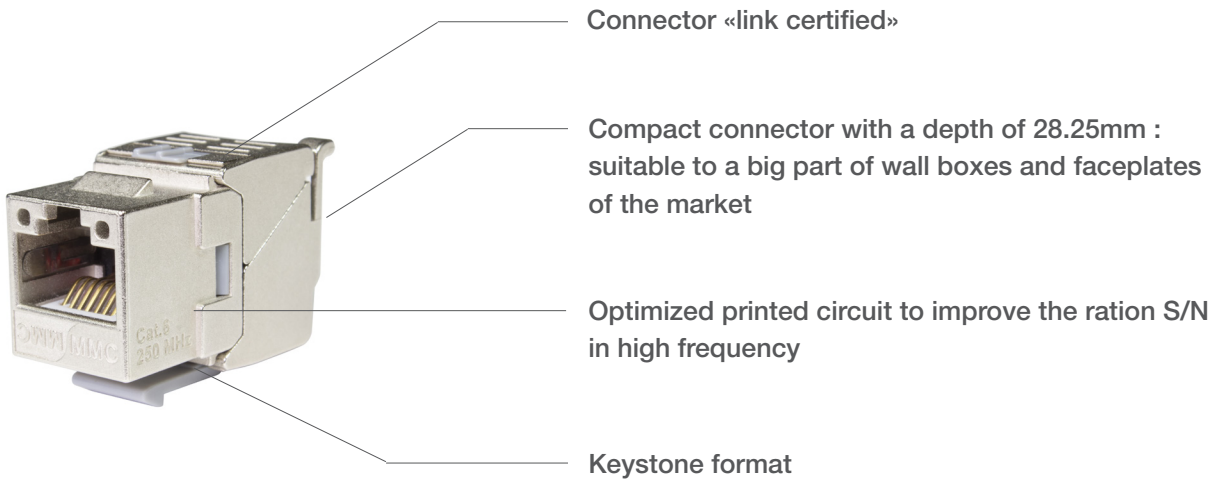 Connector «link certified»
Compact connector with a depth of 28.25mm :
suitable to a big part of wall boxes and faceplates
of the market
Optimized printed circuit to improve the ration S/N
in high frequency
Keystone format
MMC
Cat.6
250 MHz